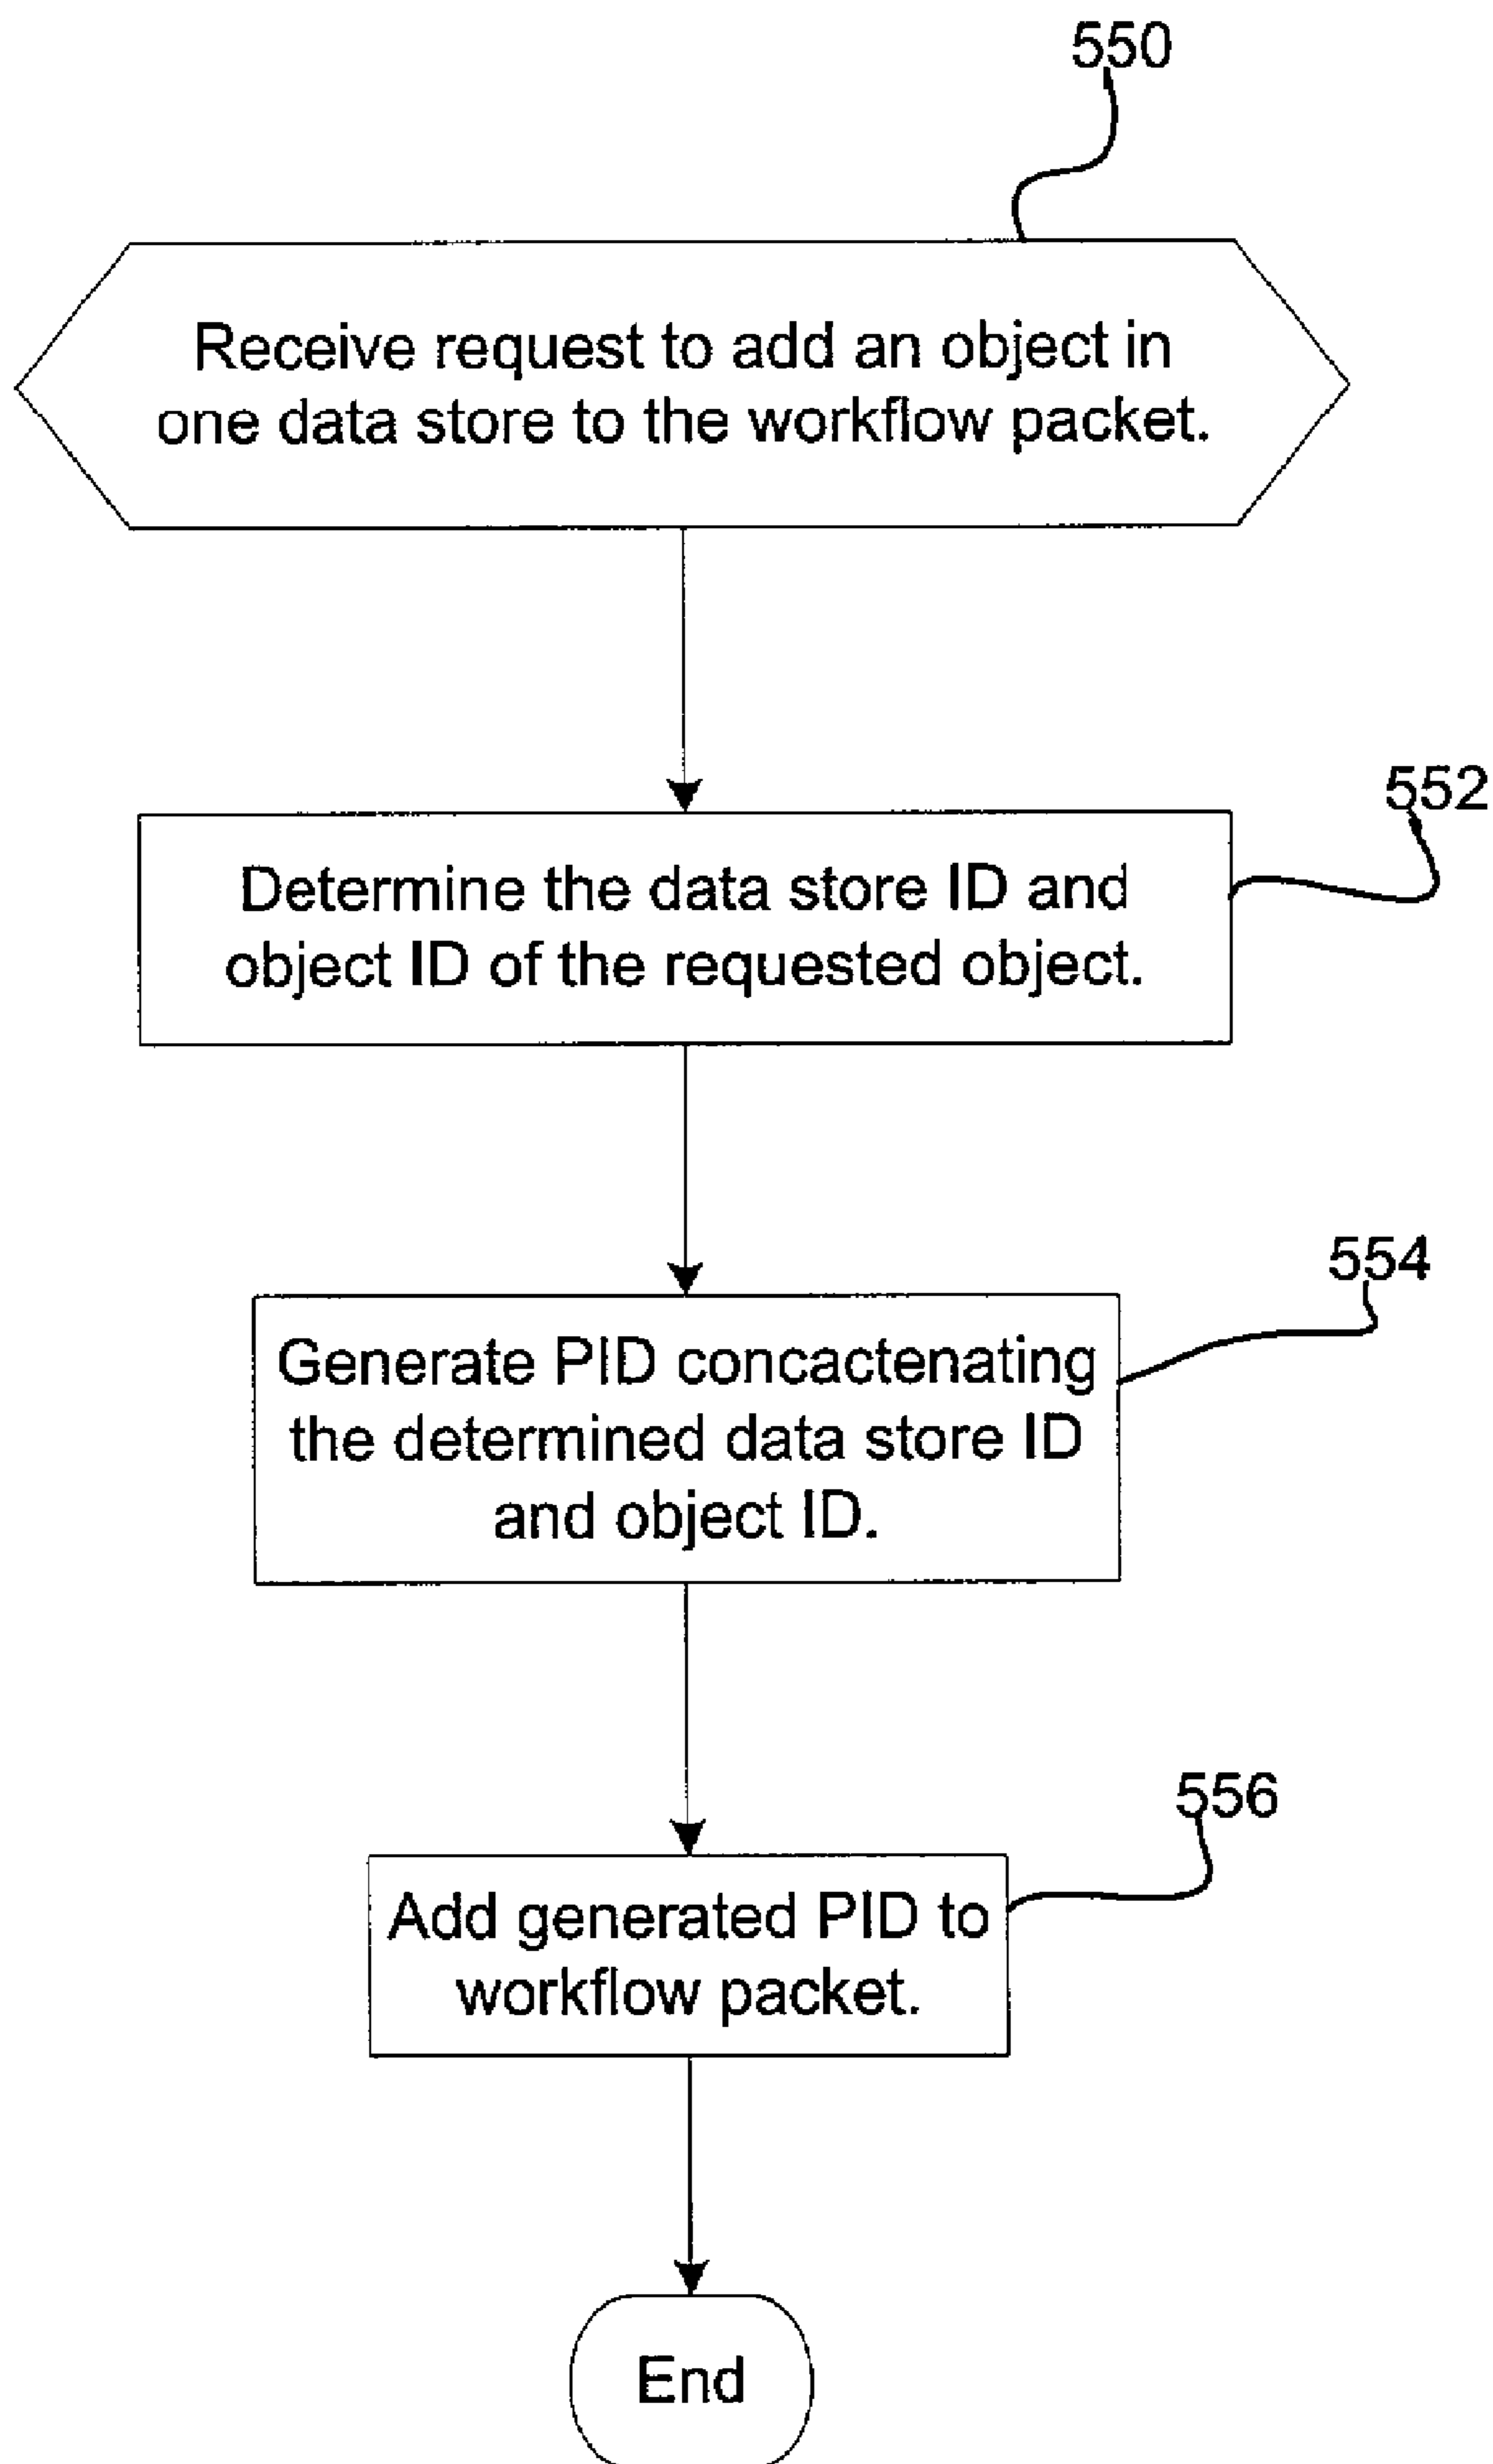 550
Receive request to add an object in
one data store to the workflow packet.
552
Determine the data store ID and
object ID of the requested object.
554
Generate PID concactenating
the determined data store ID
and object ID.
556
Add generated PID to
workflow packet.
End